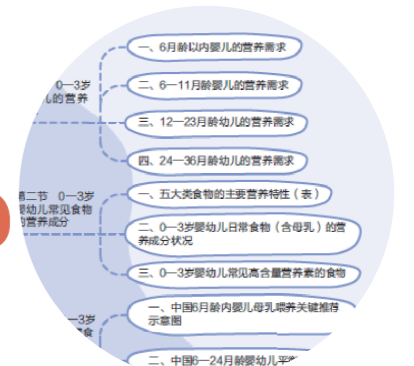 0—3岁
的营养
一、6月龄以内婴儿的营养需求
二、6—11月龄婴儿的营养需求
三、12—23月龄幼儿的营养需求
四、24—36月龄幼儿的营养需求
第二节 0—3岁
婴幼儿常见食物
的营养成分
一、五大类食物的主要营养特性（表）
二、0—3岁婴幼儿日常食物（含母乳）的营
养成分状况
三、0—3岁婴幼儿常见高含量营养素的食物
—3岁
食
一、中国6月龄内婴儿母乳喂养关键推荐
示意图
二、中国6—24月龄婴幼儿平衡